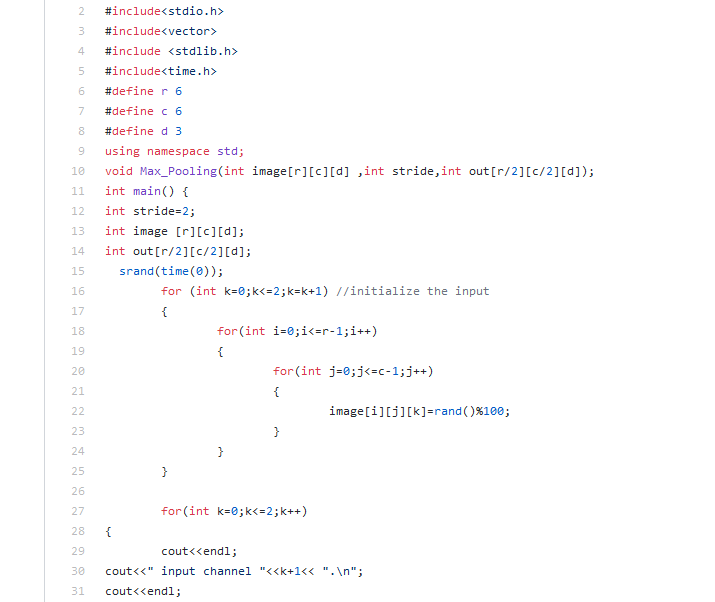 2 #include<stdio.h>
3 #include<vector>
4 #include <stdlib.h>
5 #include<time.h>
6 #define r 6
7 #define c 6
8 #define d 3
9 using namespace std;
10 void Max_Pooling(int image[r][c][d] ,int stride,int out[r/2][c/2][d]);
11 int main() {
12 int stride=2;
13 int image [r][c][d];
14 int out[r/2][c/2][d];
15   srand(time(0));
16         for (int k=0;k<=2;k=k+1) //initialize the input
17         {
18                 for(int i=0;i<=r-1;i++)
19                 {
20                         for(int j=0;j<=c-1;j++)
21                         {
22                                 image[i][j][k]=rand()%100;
23                         }
24                 }
25         }
26
27         for(int k=0;k<=2;k++)
28 {
29         cout<<endl;
30 cout<<" input channel "<<k+1<< ".\n";
31 cout<<endl;